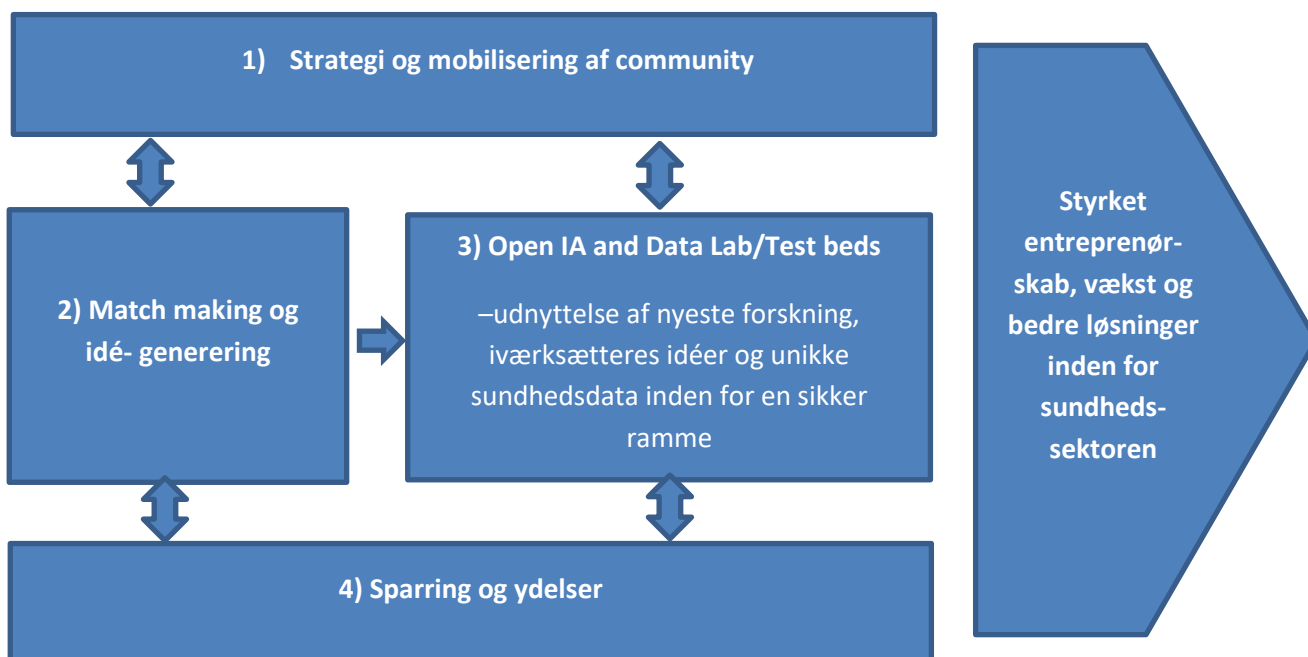 1) Strategi og mobilisering af community
2) Match making og
idé- generering
3) Open IA and Data Lab/Test beds
–udnyttelse af nyeste forskning,
iværksætteres idéer og unikke
sundhedsdata inden for en sikker
ramme
4) Sparring og ydelser
Styrket
entreprenør-
skab, vækst og
bedre løsninger
inden for
sundheds-
sektoren